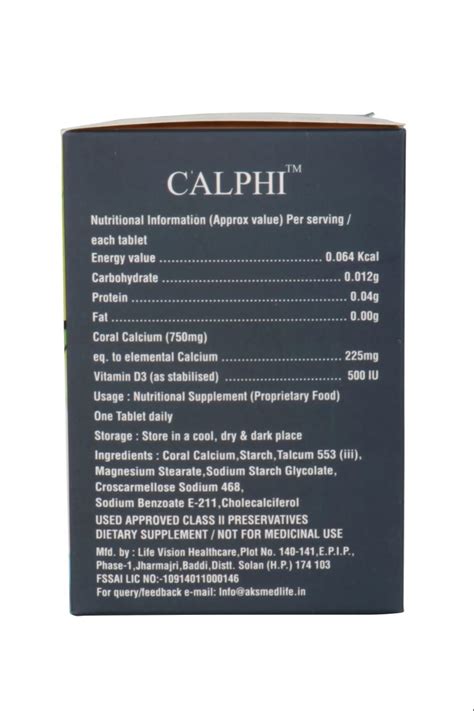 C'ALPHI™
Nutritional Information (Approx value) Per serving /
each tablet
Energy value ........................................ 0.064 Kcal
Carbohydrate ........................................ 0.012g
Protein ........................................ 0.04g
Fat ........................................ 0.00g
Coral Calcium (750mg)
eq. to elemental Calcium ........................ 225mg
Vitamin D3 (as stabilised) ........................ 500 IU
Usage : Nutritional Supplement (Proprietary Food)
One Tablet daily
Storage : Store in a cool, dry & dark place
Ingredients : Coral Calcium,Starch,Talcum 553 (iii),
Magnesium Stearate,Sodium Starch Glycolate,
Croscarmellose Sodium 468,
Sodium Benzoate E-211,Cholecalciferol
USED APPROVED CLASS II PRESERVATIVES
DIETARY SUPPLEMENT / NOT FOR MEDICINAL USE
Mfd. by : Life Vision Healthcare,Plot No. 140-141,E.P.I.P.,
Phase-1,Jharmajri,Baddi,Distt. Solan (H.P.) 174 103
FSSAI LIC NO:-10914011000146
For query/feedback e-mail: Info@aksmedlife.in